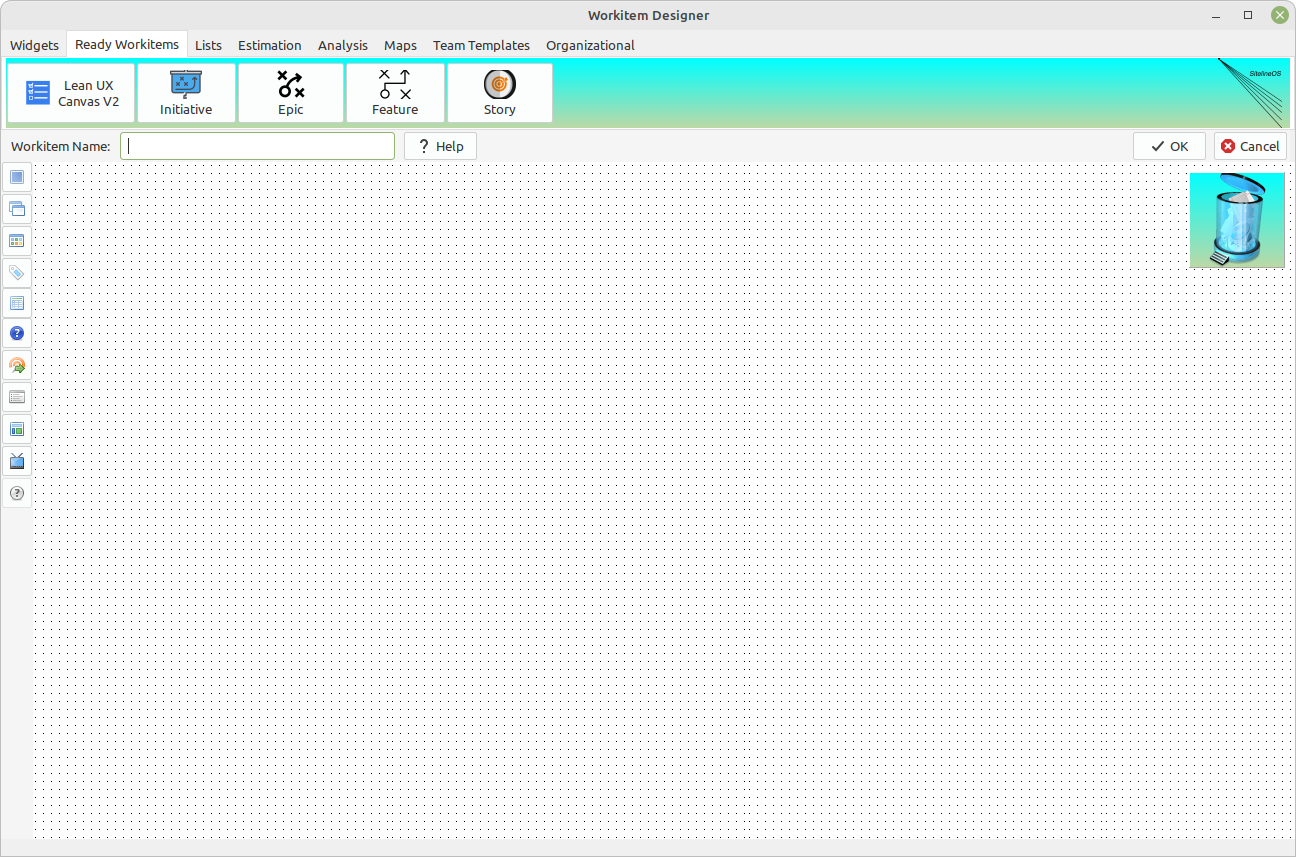 Workitem Designer
Widgets Ready Workitems Lists Estimation Analysis Maps Team Templates Organizational
Lean UX
Canvas V2
Initiative
Epic
Feature
Story
SitelineOS
Workitem Name:
? Help
OK
Cancel
?
?